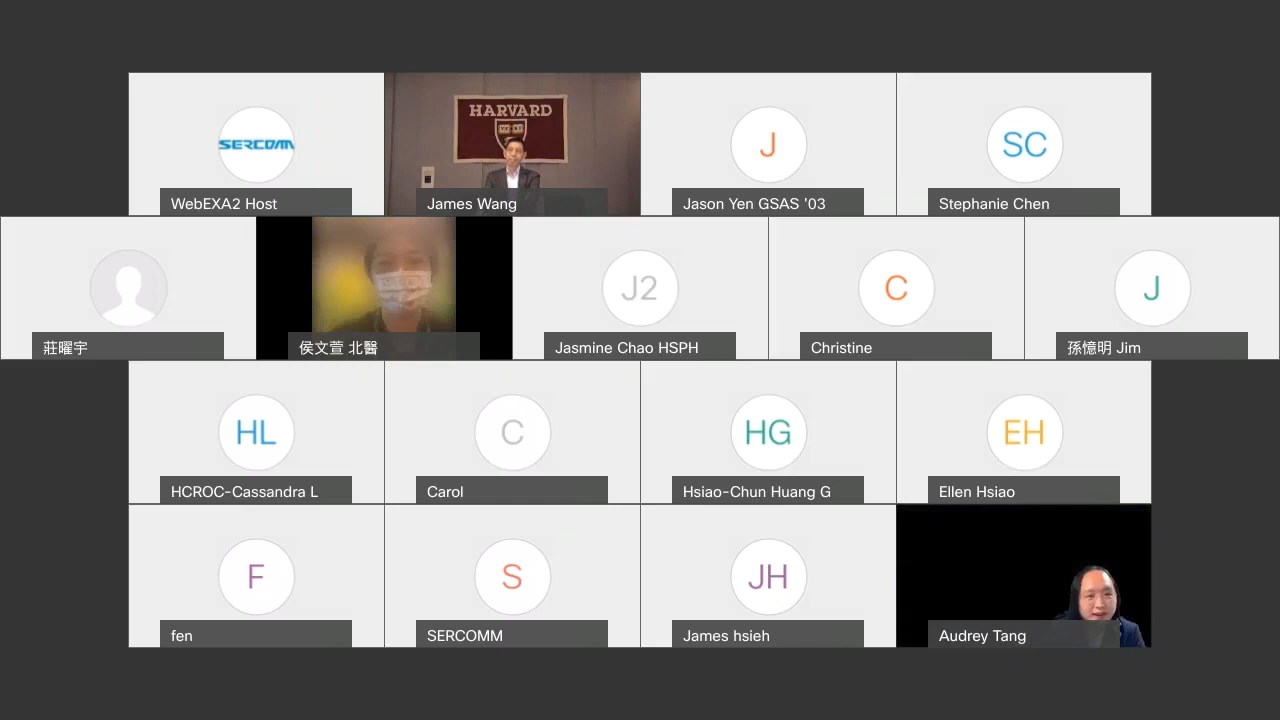 SERCOMM
WebEXA2 Host
HARVARD
James Wang
J
Jason Yen GSAS '03
SC
Stephanie Chen
莊曜宇
侯文萱 北醫
J2
Jasmine Chao HSPH
C
Christine
J
孫憶明 Jim
HL
HCROC-Cassandra L
C
Carol
HG
Hsiao-Chun Huang G
EH
Ellen Hsiao
F
fen
S
SERCOMM
JH
James hsieh
Audrey Tang